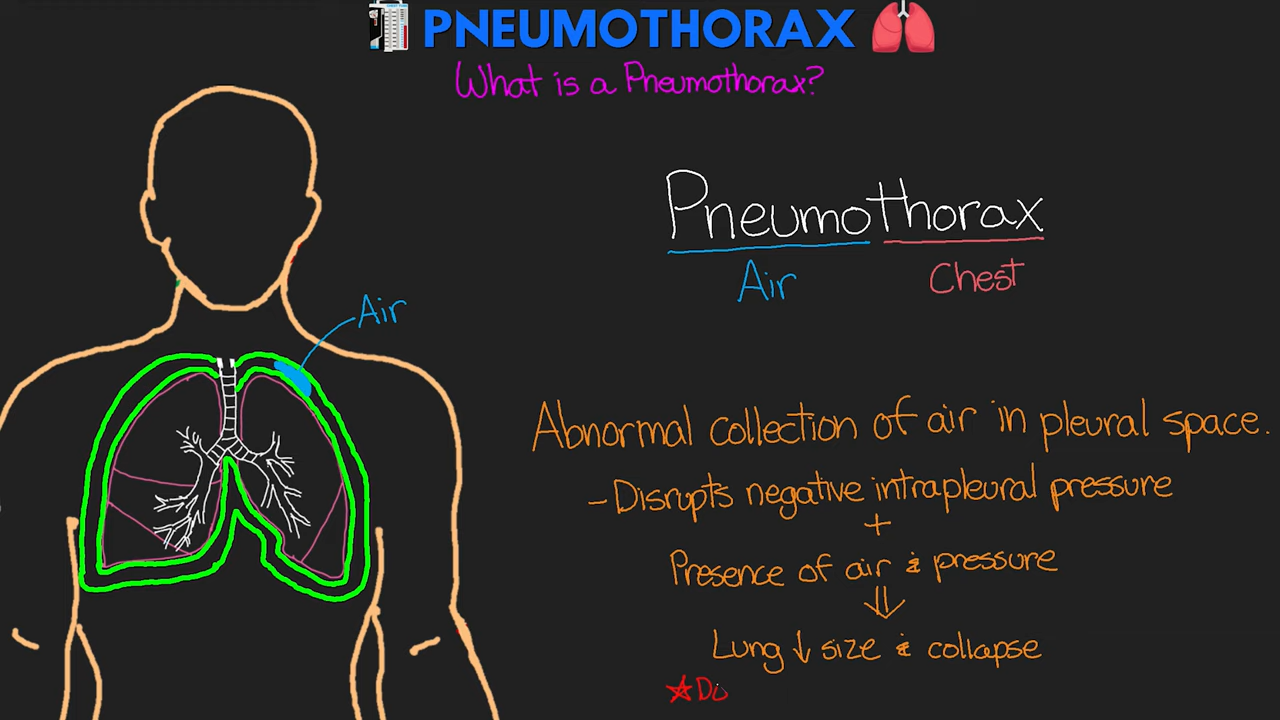 PNEUMOTHORAX
What is a Pneumothorax?
Pneumothorax
Air Chest
Air
Abnormal collection of air in pleural space.
- Disrupts negative intrapleural pressure
+
Presence of air & pressure
⇓
Lung ↓ size & collapse
★Di